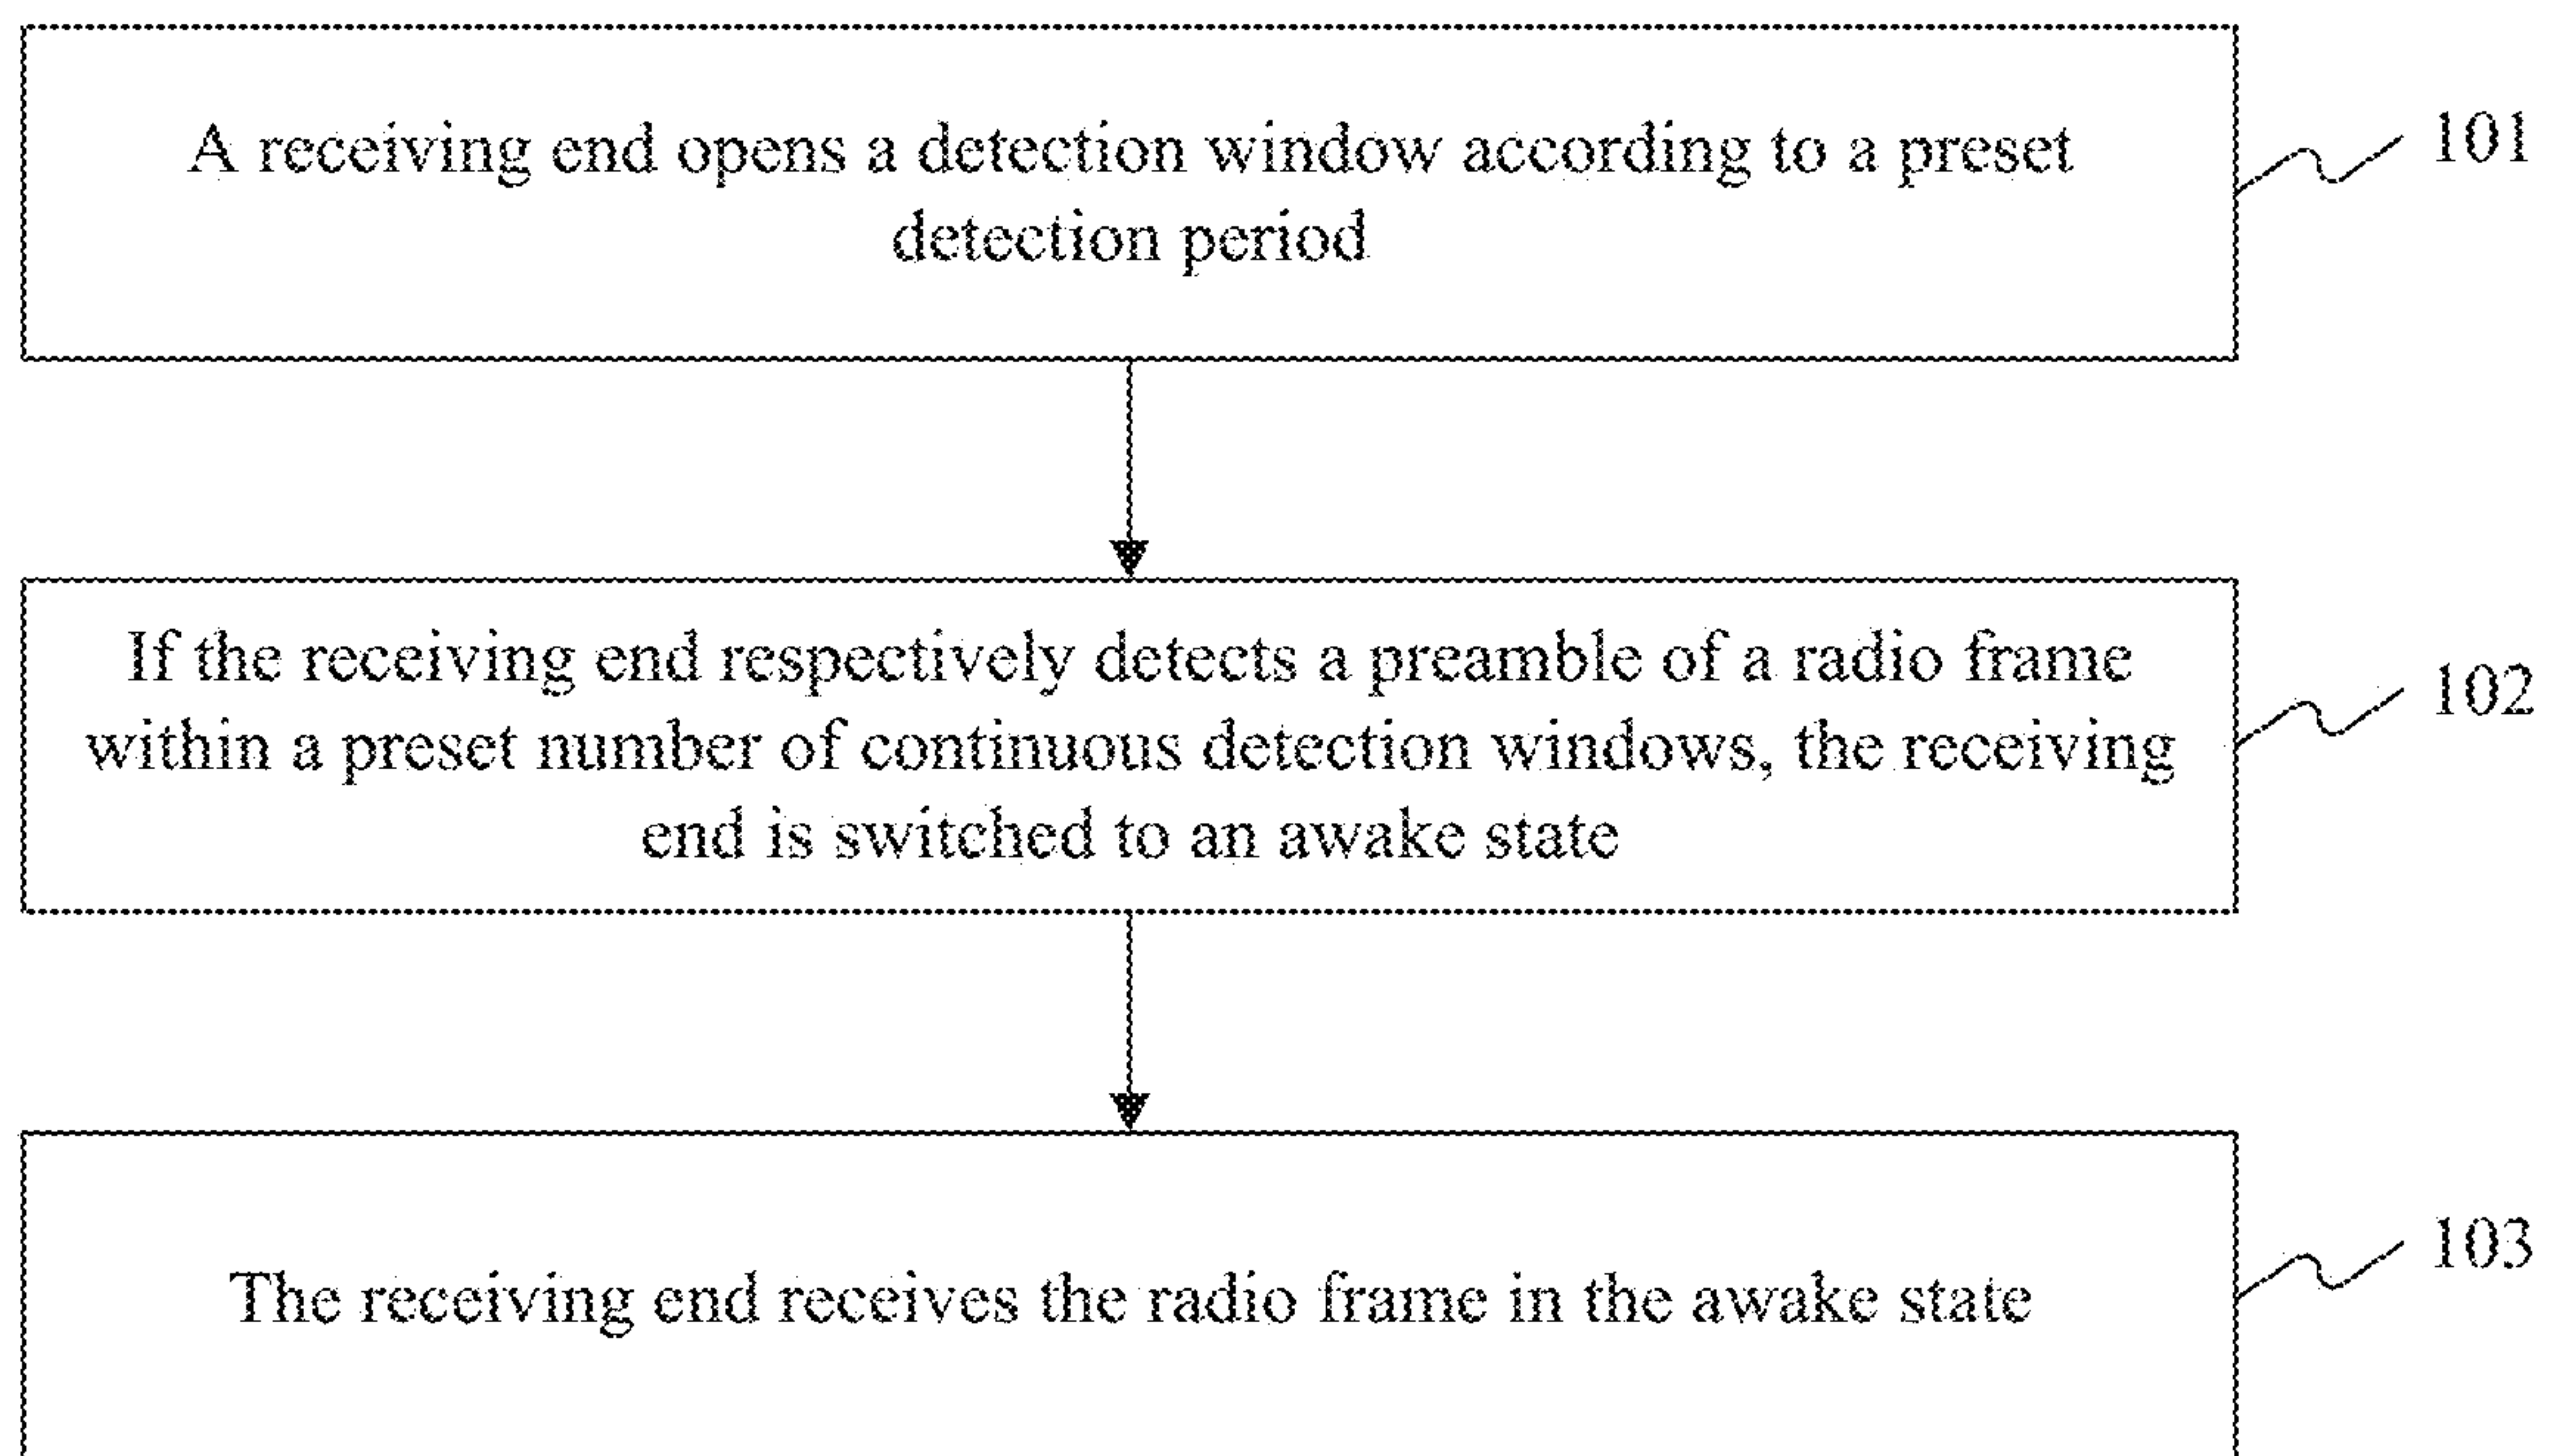 A receiving end opens a detection window according to a preset
detection period
101
If the receiving end respectively detects a preamble of a radio frame
within a preset number of continuous detection windows, the receiving
end is switched to an awake state
102
The receiving end receives the radio frame in the awake state
103